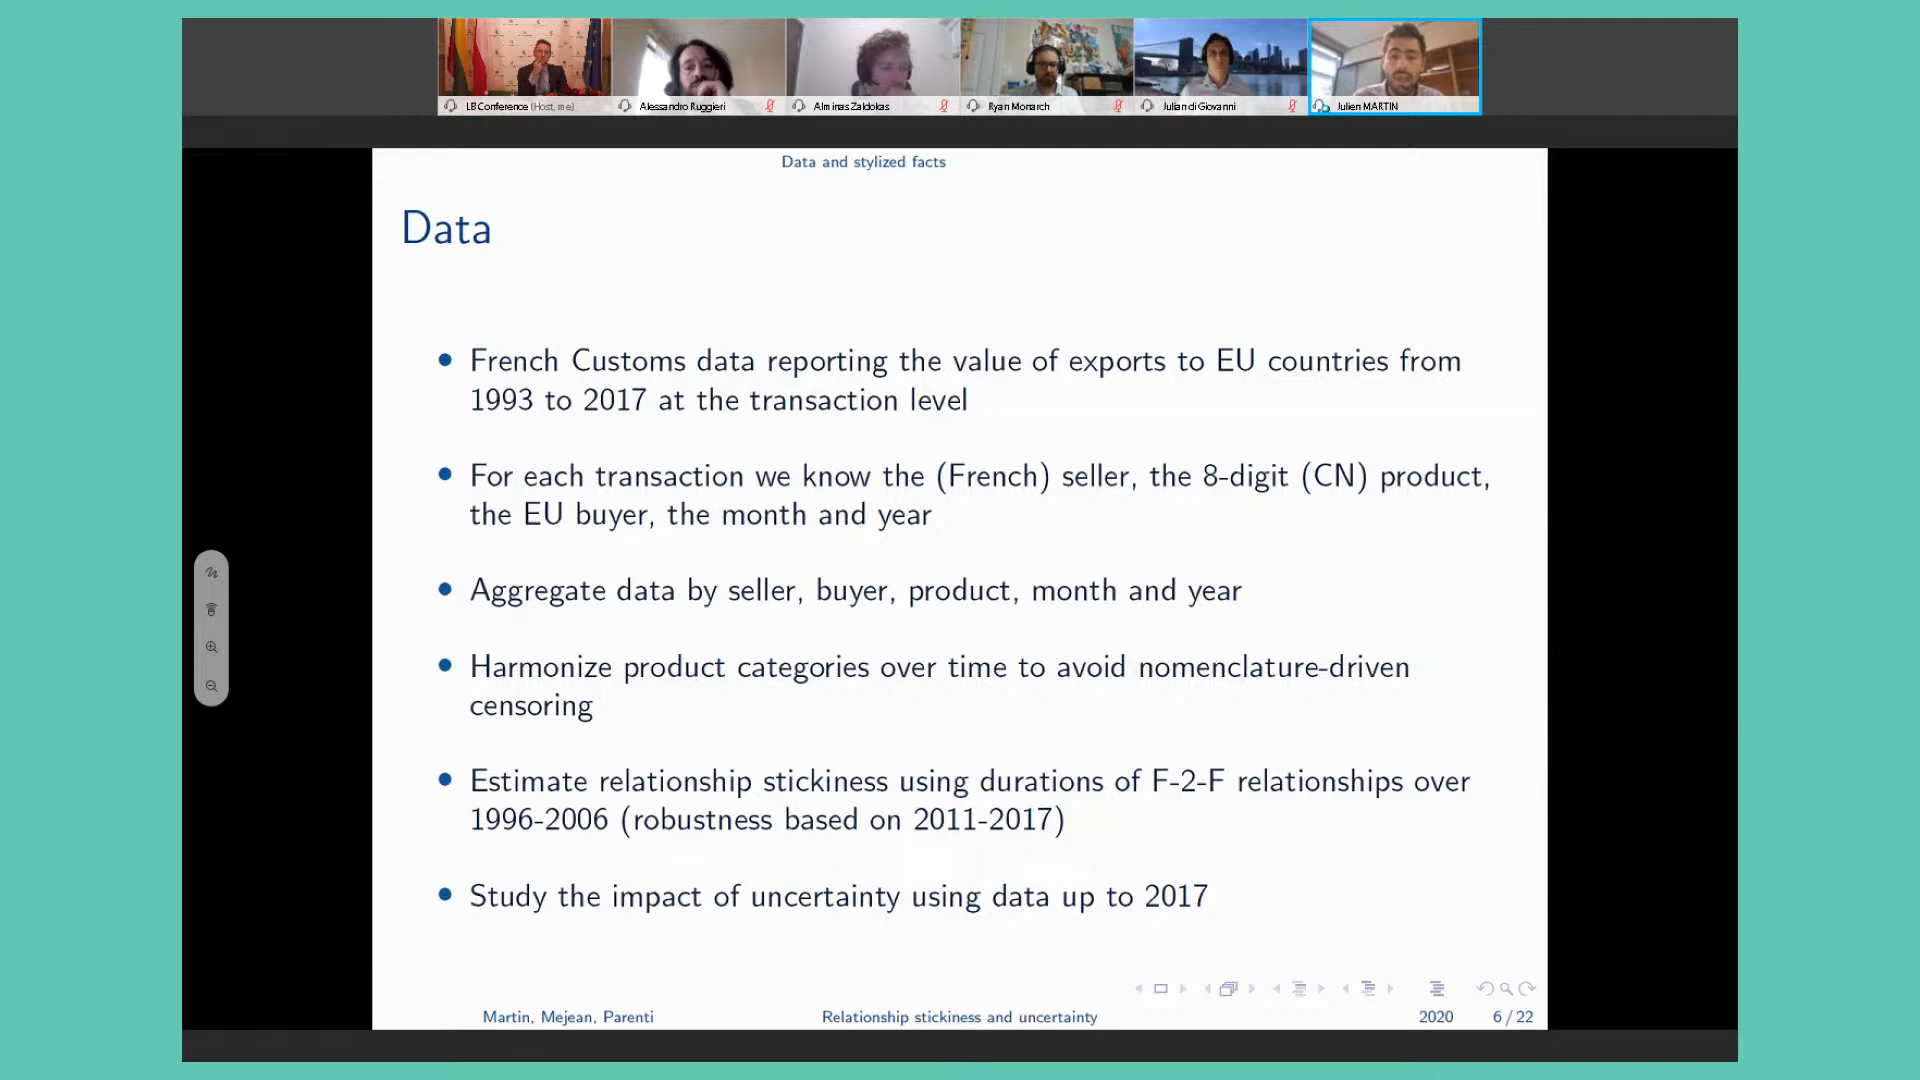 LB Conference (Host, me)
Alessandro Ruggieri
Alminas Zaldokas
Ryan Monarch
Julian di Giovanni
Julien MARTIN
Data and stylized facts
Data
French Customs data reporting the value of exports to EU countries from
1993 to 2017 at the transaction level
For each transaction we know the (French) seller, the 8-digit (CN) product,
the EU buyer, the month and year
Aggregate data by seller, buyer, product, month and year
Harmonize product categories over time to avoid nomenclature-driven
censoring
Estimate relationship stickiness using durations of F-2-F relationships over
1996-2006 (robustness based on 2011-2017)
Study the impact of uncertainty using data up to 2017
Martin, Mejean, Parenti
Relationship stickiness and uncertainty
2020
6 / 22